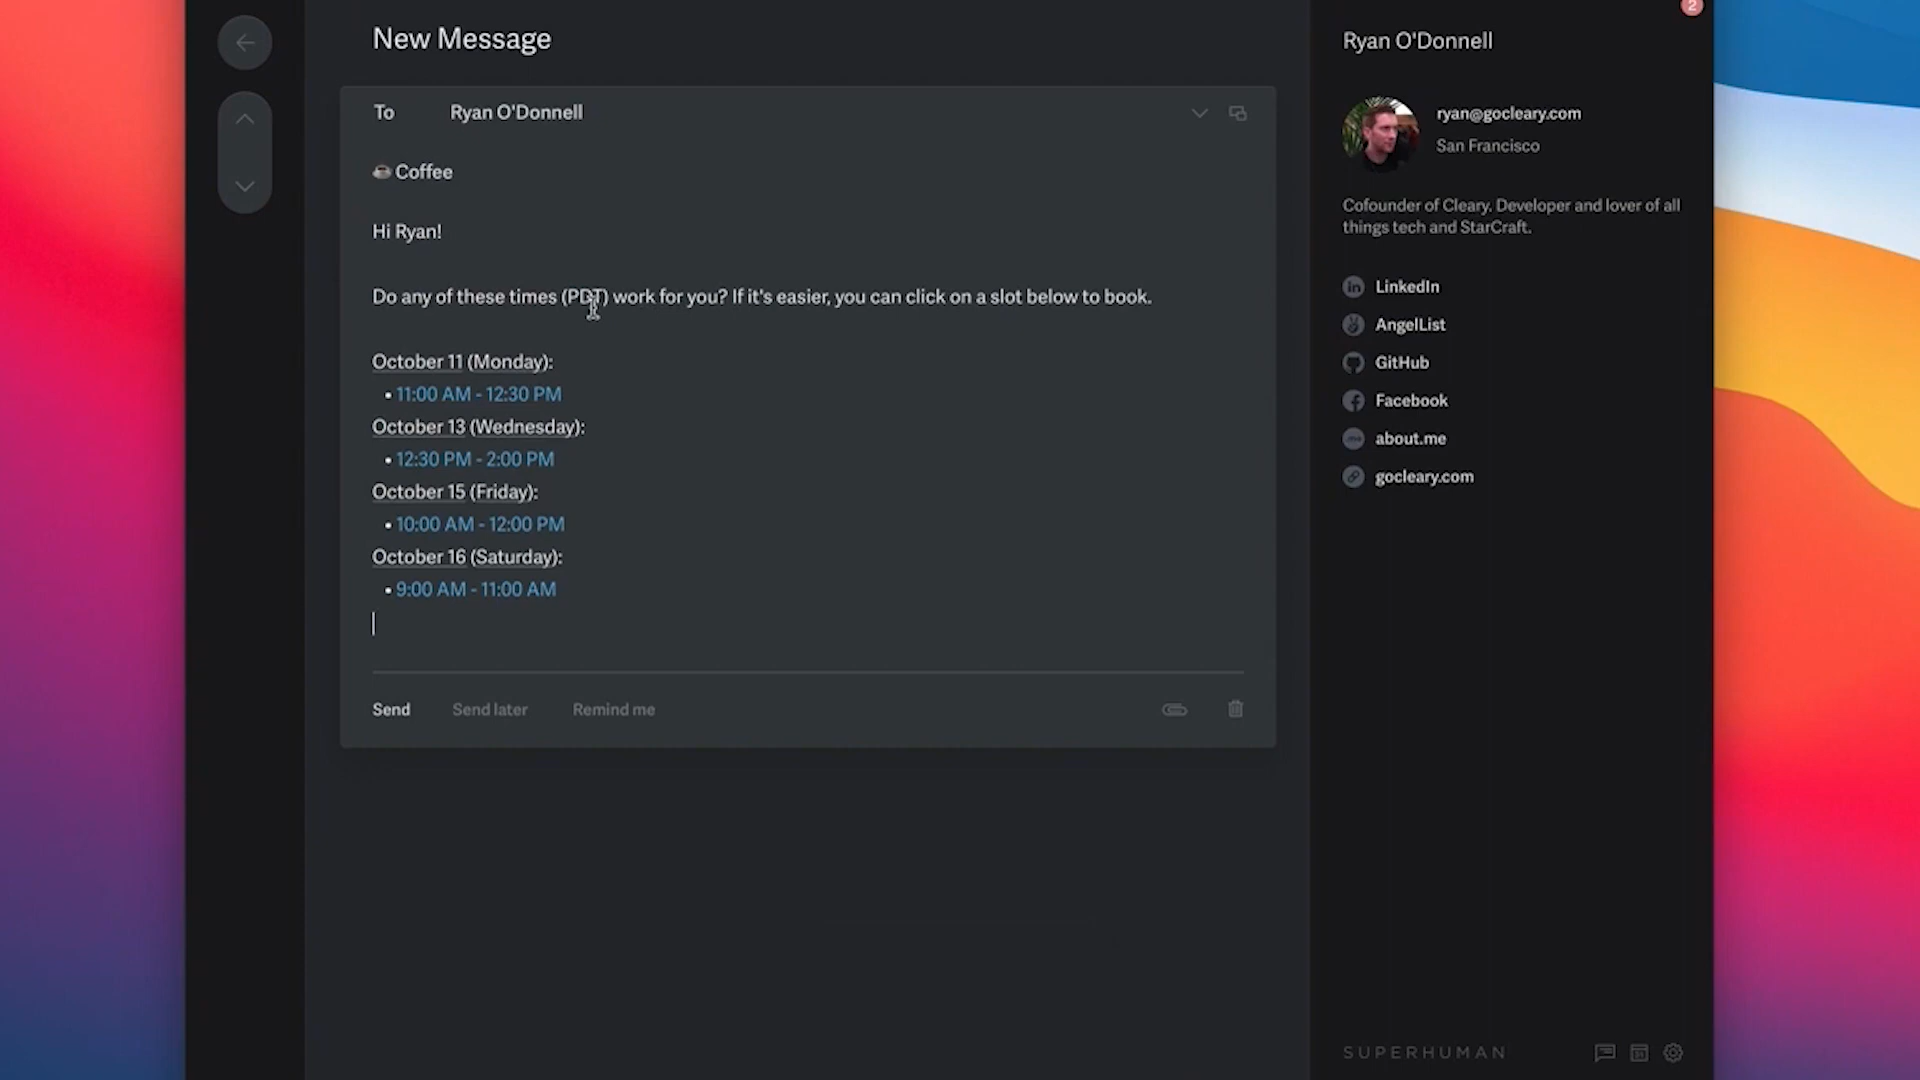 2
New Message
To Ryan O'Donnell
☕ Coffee
Hi Ryan!
Do any of these times (PDT) work for you? If it's easier, you can click on a slot below to book.
October 11 (Monday):
• 11:00 AM - 12:30 PM
October 13 (Wednesday):
• 12:30 PM - 2:00 PM
October 15 (Friday):
• 10:00 AM - 12:00 PM
October 16 (Saturday):
• 9:00 AM - 11:00 AM
Send Send later Remind me
Ryan O'Donnell
ryan@gocleary.com
San Francisco
Cofounder of Cleary. Developer and lover of all
things tech and StarCraft.
LinkedIn
AngelList
GitHub
Facebook
about.me
gocleary.com
SUPERHUMAN